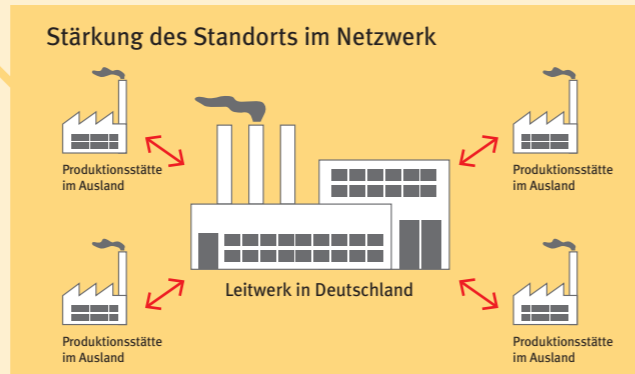 Stärkung des Standorts im Netzwerk
Produktionsstätte
im Ausland
Produktionsstätte
im Ausland
Leitwerk in Deutschland
Produktionsstätte
im Ausland
Produktionsstätte
im Ausland